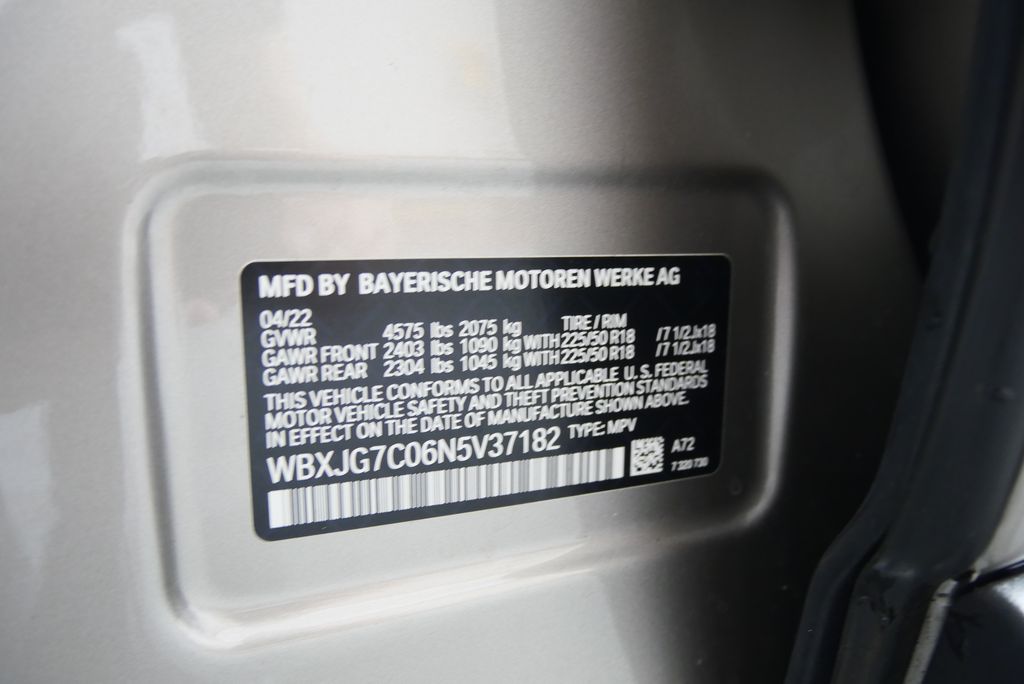 MFD BY BAYERISCHE MOTOREN WERKE AG
04/22 TIRE / RIM
GVWR 4575 lbs 2075 kg
GAWR FRONT 2403 lbs 1090 kg WITH 225/50 R18 /7 1/2Jx18
GAWR REAR 2304 lbs 1045 kg WITH 225/50 R18 /7 1/2Jx18
THIS VEHICLE CONFORMS TO ALL APPLICABLE U. S. FEDERAL
MOTOR VEHICLE SAFETY AND THEFT PREVENTION STANDARDS
IN EFFECT ON THE DATE OF MANUFACTURE SHOWN ABOVE.
WBXJG7C06N5V37182 TYPE: MPV
A72
7 320 730